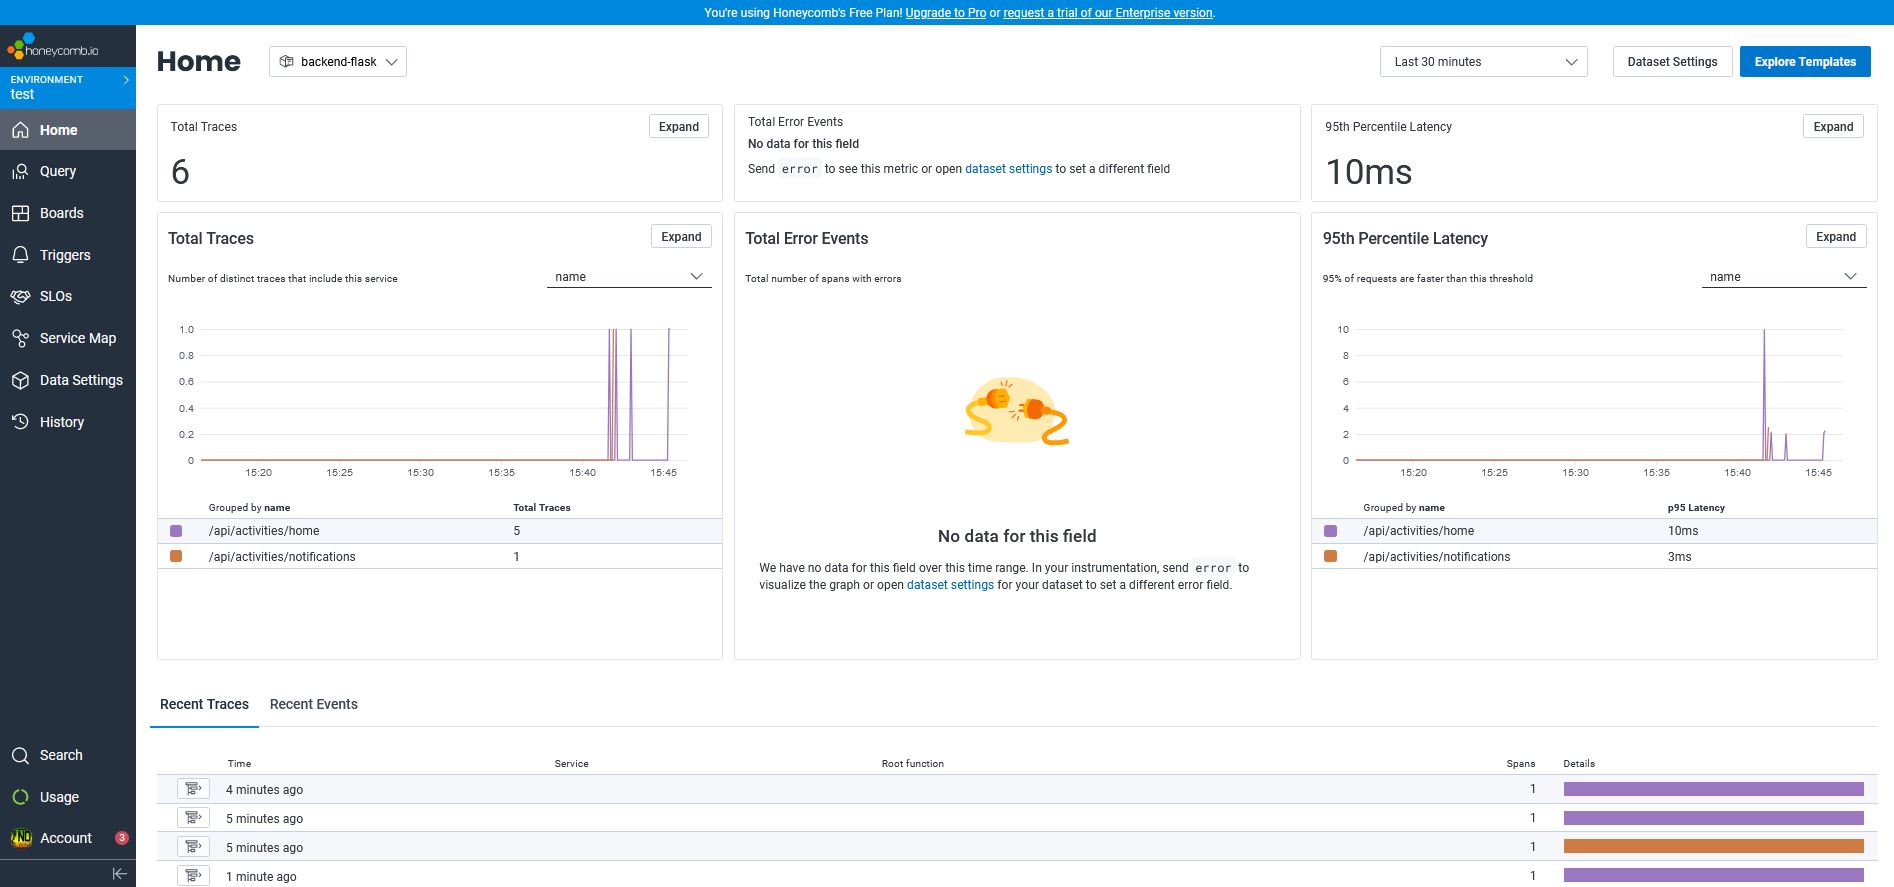 You're using Honeycomb's Free Plan! Upgrade to Pro or request a trial of our Enterprise version.
honeycomb.io
ENVIRONMENT
test
Home
Query
Boards
Triggers
SLOs
Service Map
Data Settings
History
Search
Usage
Account 3
Home
backend-flask
Last 30 minutes
Dataset Settings
Explore Templates
Total Traces
Expand
6
Total Error Events
No data for this field
Send error to see this metric or open dataset settings to set a different field
95th Percentile Latency
Expand
10ms
Total Traces
Expand
Number of distinct traces that include this service
name
1.0
0.8
0.6
0.4
0.2
0
15:20 15:25 15:30 15:35 15:40 15:45
Grouped by name Total Traces
/api/activities/home 5
/api/activities/notifications 1
Total Error Events
Total number of spans with errors
No data for this field
We have no data for this field over this time range. In your instrumentation, send error to
visualize the graph or open dataset settings for your dataset to set a different error field.
95th Percentile Latency
Expand
95% of requests are faster than this threshold
name
10
8
6
4
2
0
15:20 15:25 15:30 15:35 15:40 15:45
Grouped by name p95 Latency
/api/activities/home 10ms
/api/activities/notifications 3ms
Recent Traces Recent Events
Time Service Root function Spans Details
4 minutes ago 1
5 minutes ago 1
5 minutes ago 1
1 minute ago 1